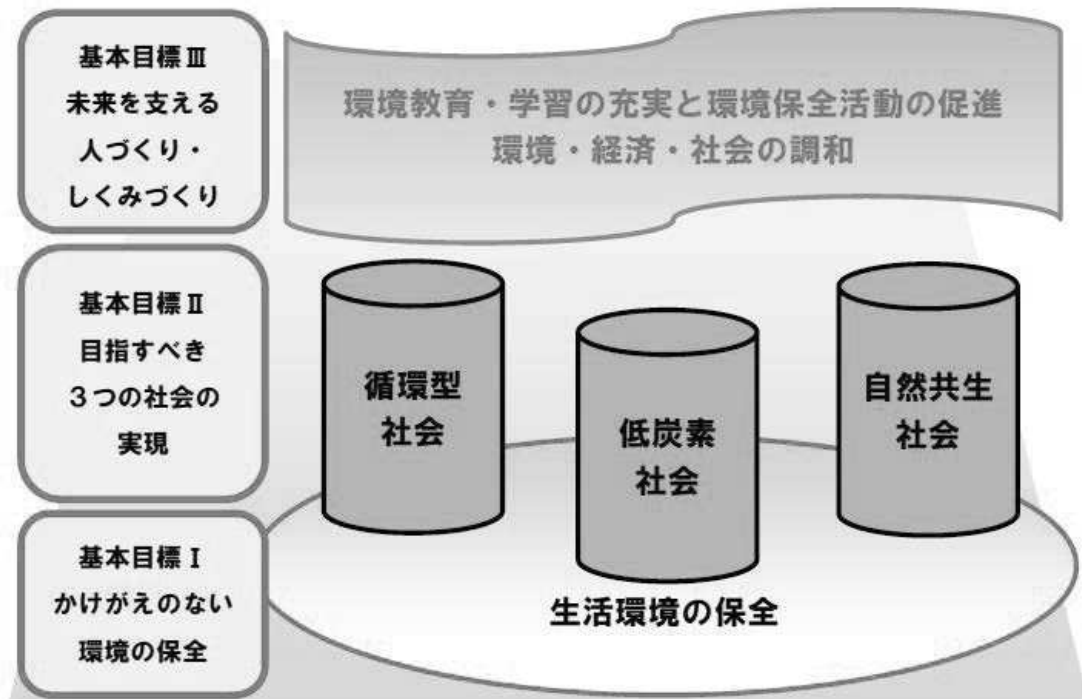 基本目標Ⅲ
未来を支える
人づくり・
しくみづくり
環境教育・学習の充実と環境保全活動の促進
環境・経済・社会の調和
基本目標Ⅱ
目指すべき
３つの社会の
実現
循環型
社会
低炭素
社会
自然共生
社会
基本目標Ⅰ
かけがえのない
環境の保全
生活環境の保全